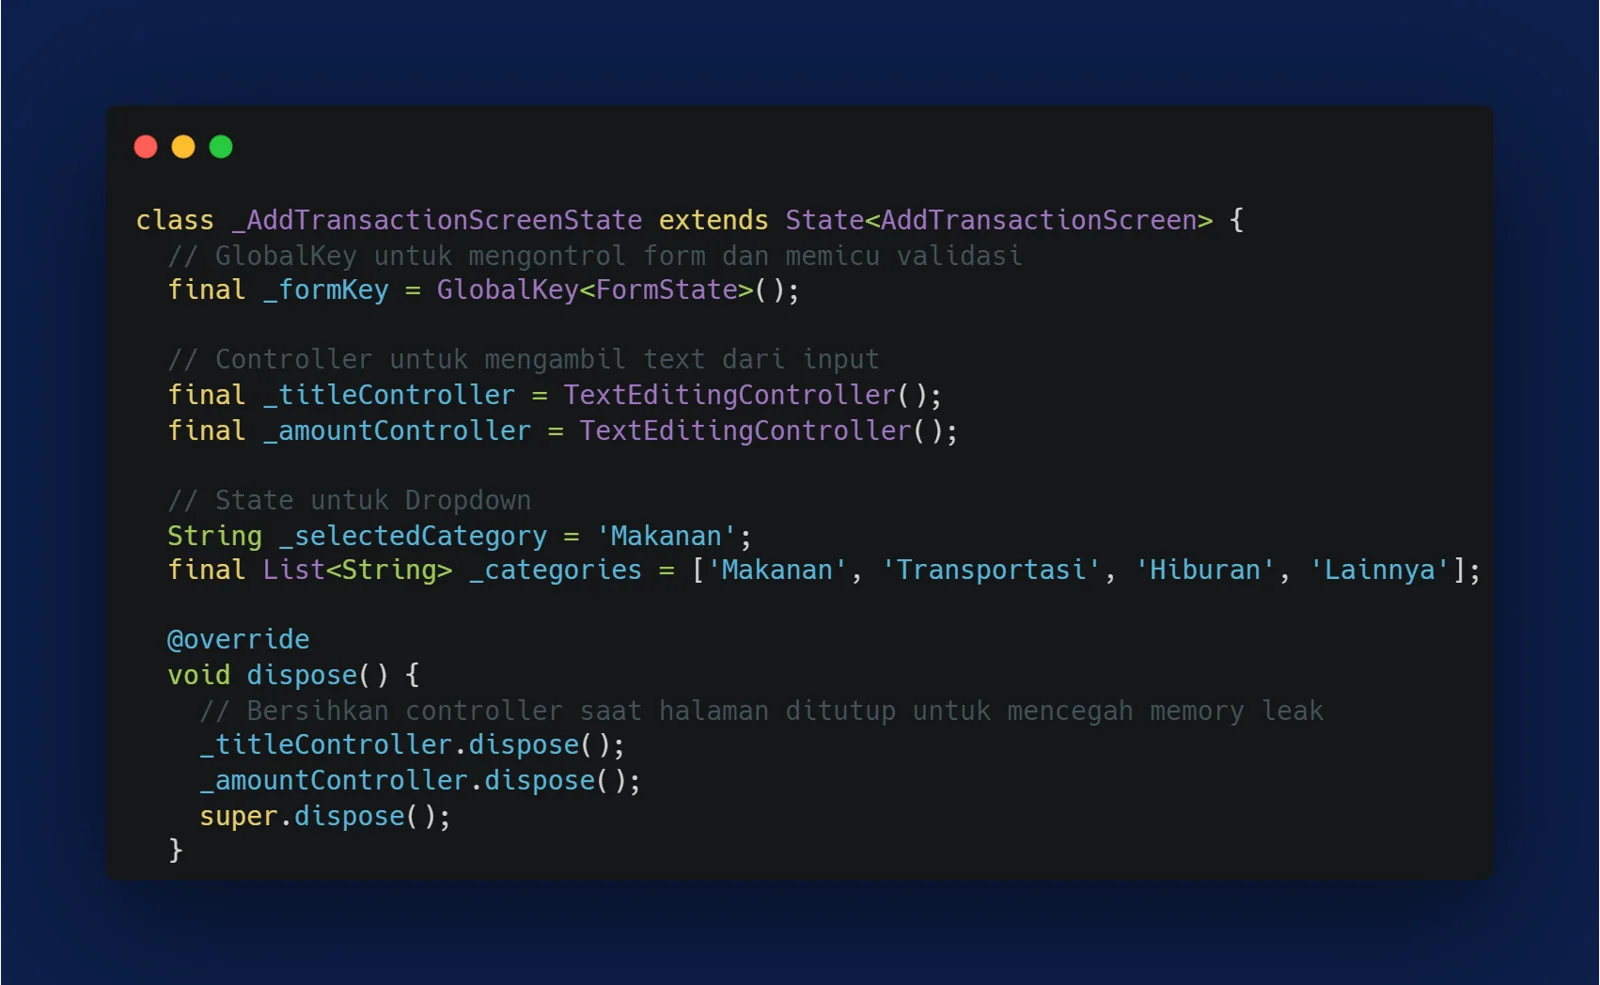 class _AddTransactionScreenState extends State<AddTransactionScreen> {
  // GlobalKey untuk mengontrol form dan memicu validasi
  final _formKey = GlobalKey<FormState>();

  // Controller untuk mengambil text dari input
  final _titleController = TextEditingController();
  final _amountController = TextEditingController();

  // State untuk Dropdown
  String _selectedCategory = 'Makanan';
  final List<String> _categories = ['Makanan', 'Transportasi', 'Hiburan', 'Lainnya'];

  @override
  void dispose() {
    // Bersihkan controller saat halaman ditutup untuk mencegah memory leak
    _titleController.dispose();
    _amountController.dispose();
    super.dispose();
  }